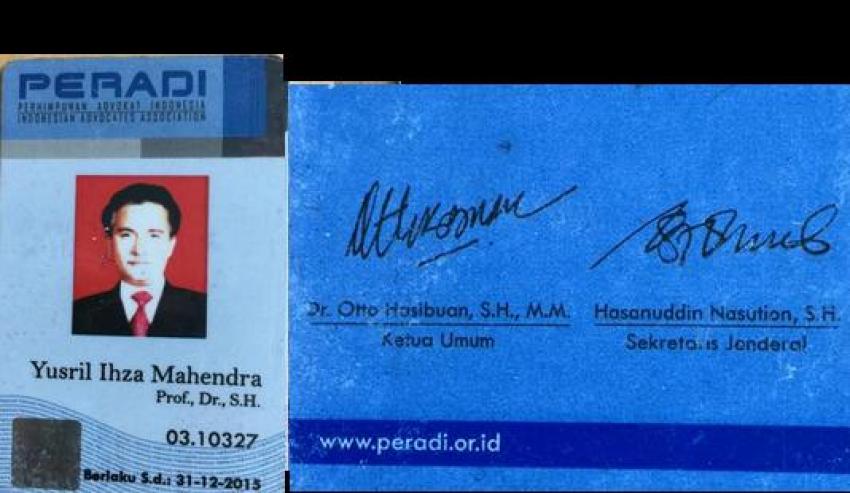 PERADI
PERHIMPUNAN ADVOKAT INDONESIA
INDONESIAN ADVOCATES ASSOCIATION
Yusril Ihza Mahendra
Prof., Dr., S.H.
03.10327
Berlaku S.d.: 31-12-2015
Dr. Otto Hasibuan, S.H., M.M.
Ketua Umum
Hasanuddin Nasution, S.H.
Sekretaris Jenderal
www.peradi.or.id